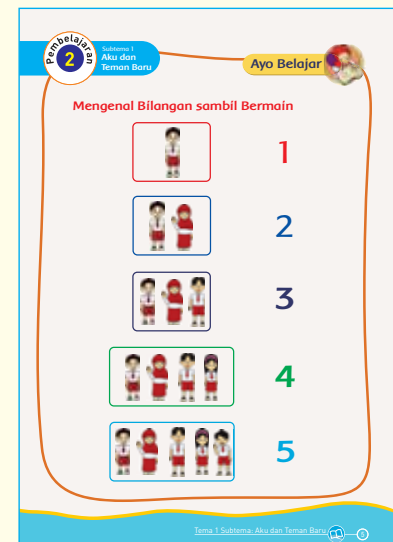 Pembelajaran
2
Subtema 1
Aku dan
Teman Baru
Ayo Belajar
Mengenal Bilangan sambil Bermain
1
2
3
4
5
Tema 1 Subtema: Aku dan Teman Baru
5